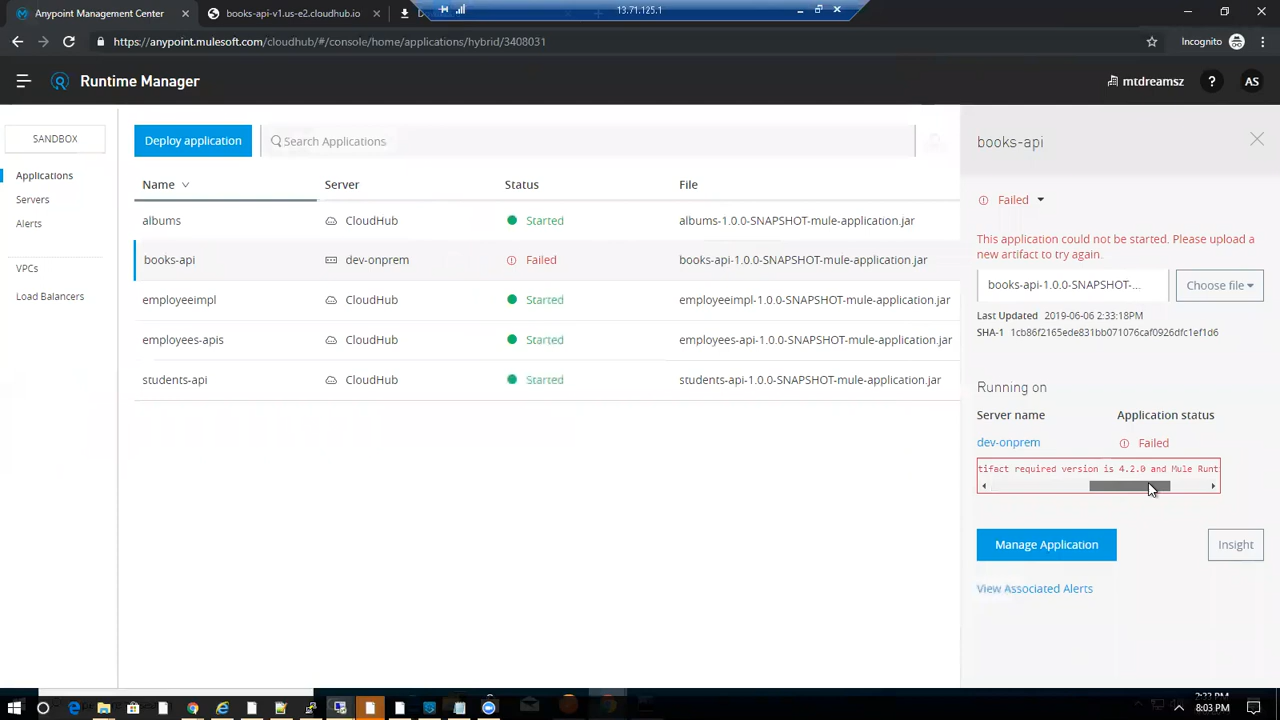 Anypoint Management Center
books-api-v1.us-e2.cloudhub.io
13.71.125.1
https://anypoint.mulesoft.com/cloudhub/#/console/home/applications/hybrid/3408031
Incognito
Runtime Manager
mtdreamsz
?
AS
SANDBOX
Applications
Servers
Alerts
VPCs
Load Balancers
Deploy application
Search Applications
Name Server Status File
albums CloudHub Started albums-1.0.0-SNAPSHOT-mule-application.jar
books-api dev-onprem Failed books-api-1.0.0-SNAPSHOT-mule-application.jar
employeeimpl CloudHub Started employeeimpl-1.0.0-SNAPSHOT-mule-application.jar
employees-apis CloudHub Started employees-api-1.0.0-SNAPSHOT-mule-application.jar
students-api CloudHub Started students-api-1.0.0-SNAPSHOT-mule-application.jar
books-api
Failed
This application could not be started. Please upload a
new artifact to try again.
books-api-1.0.0-SNAPSHOT-...
Choose file
Last Updated 2019-06-06 2:33:18PM
SHA-1 1cb86f2165ede831bb071076caf0926dfc1ef1d6
Running on
Server name Application status
dev-onprem Failed
tifact required version is 4.2.0 and Mule Runt
Manage Application
Insight
View Associated Alerts
8:03 PM